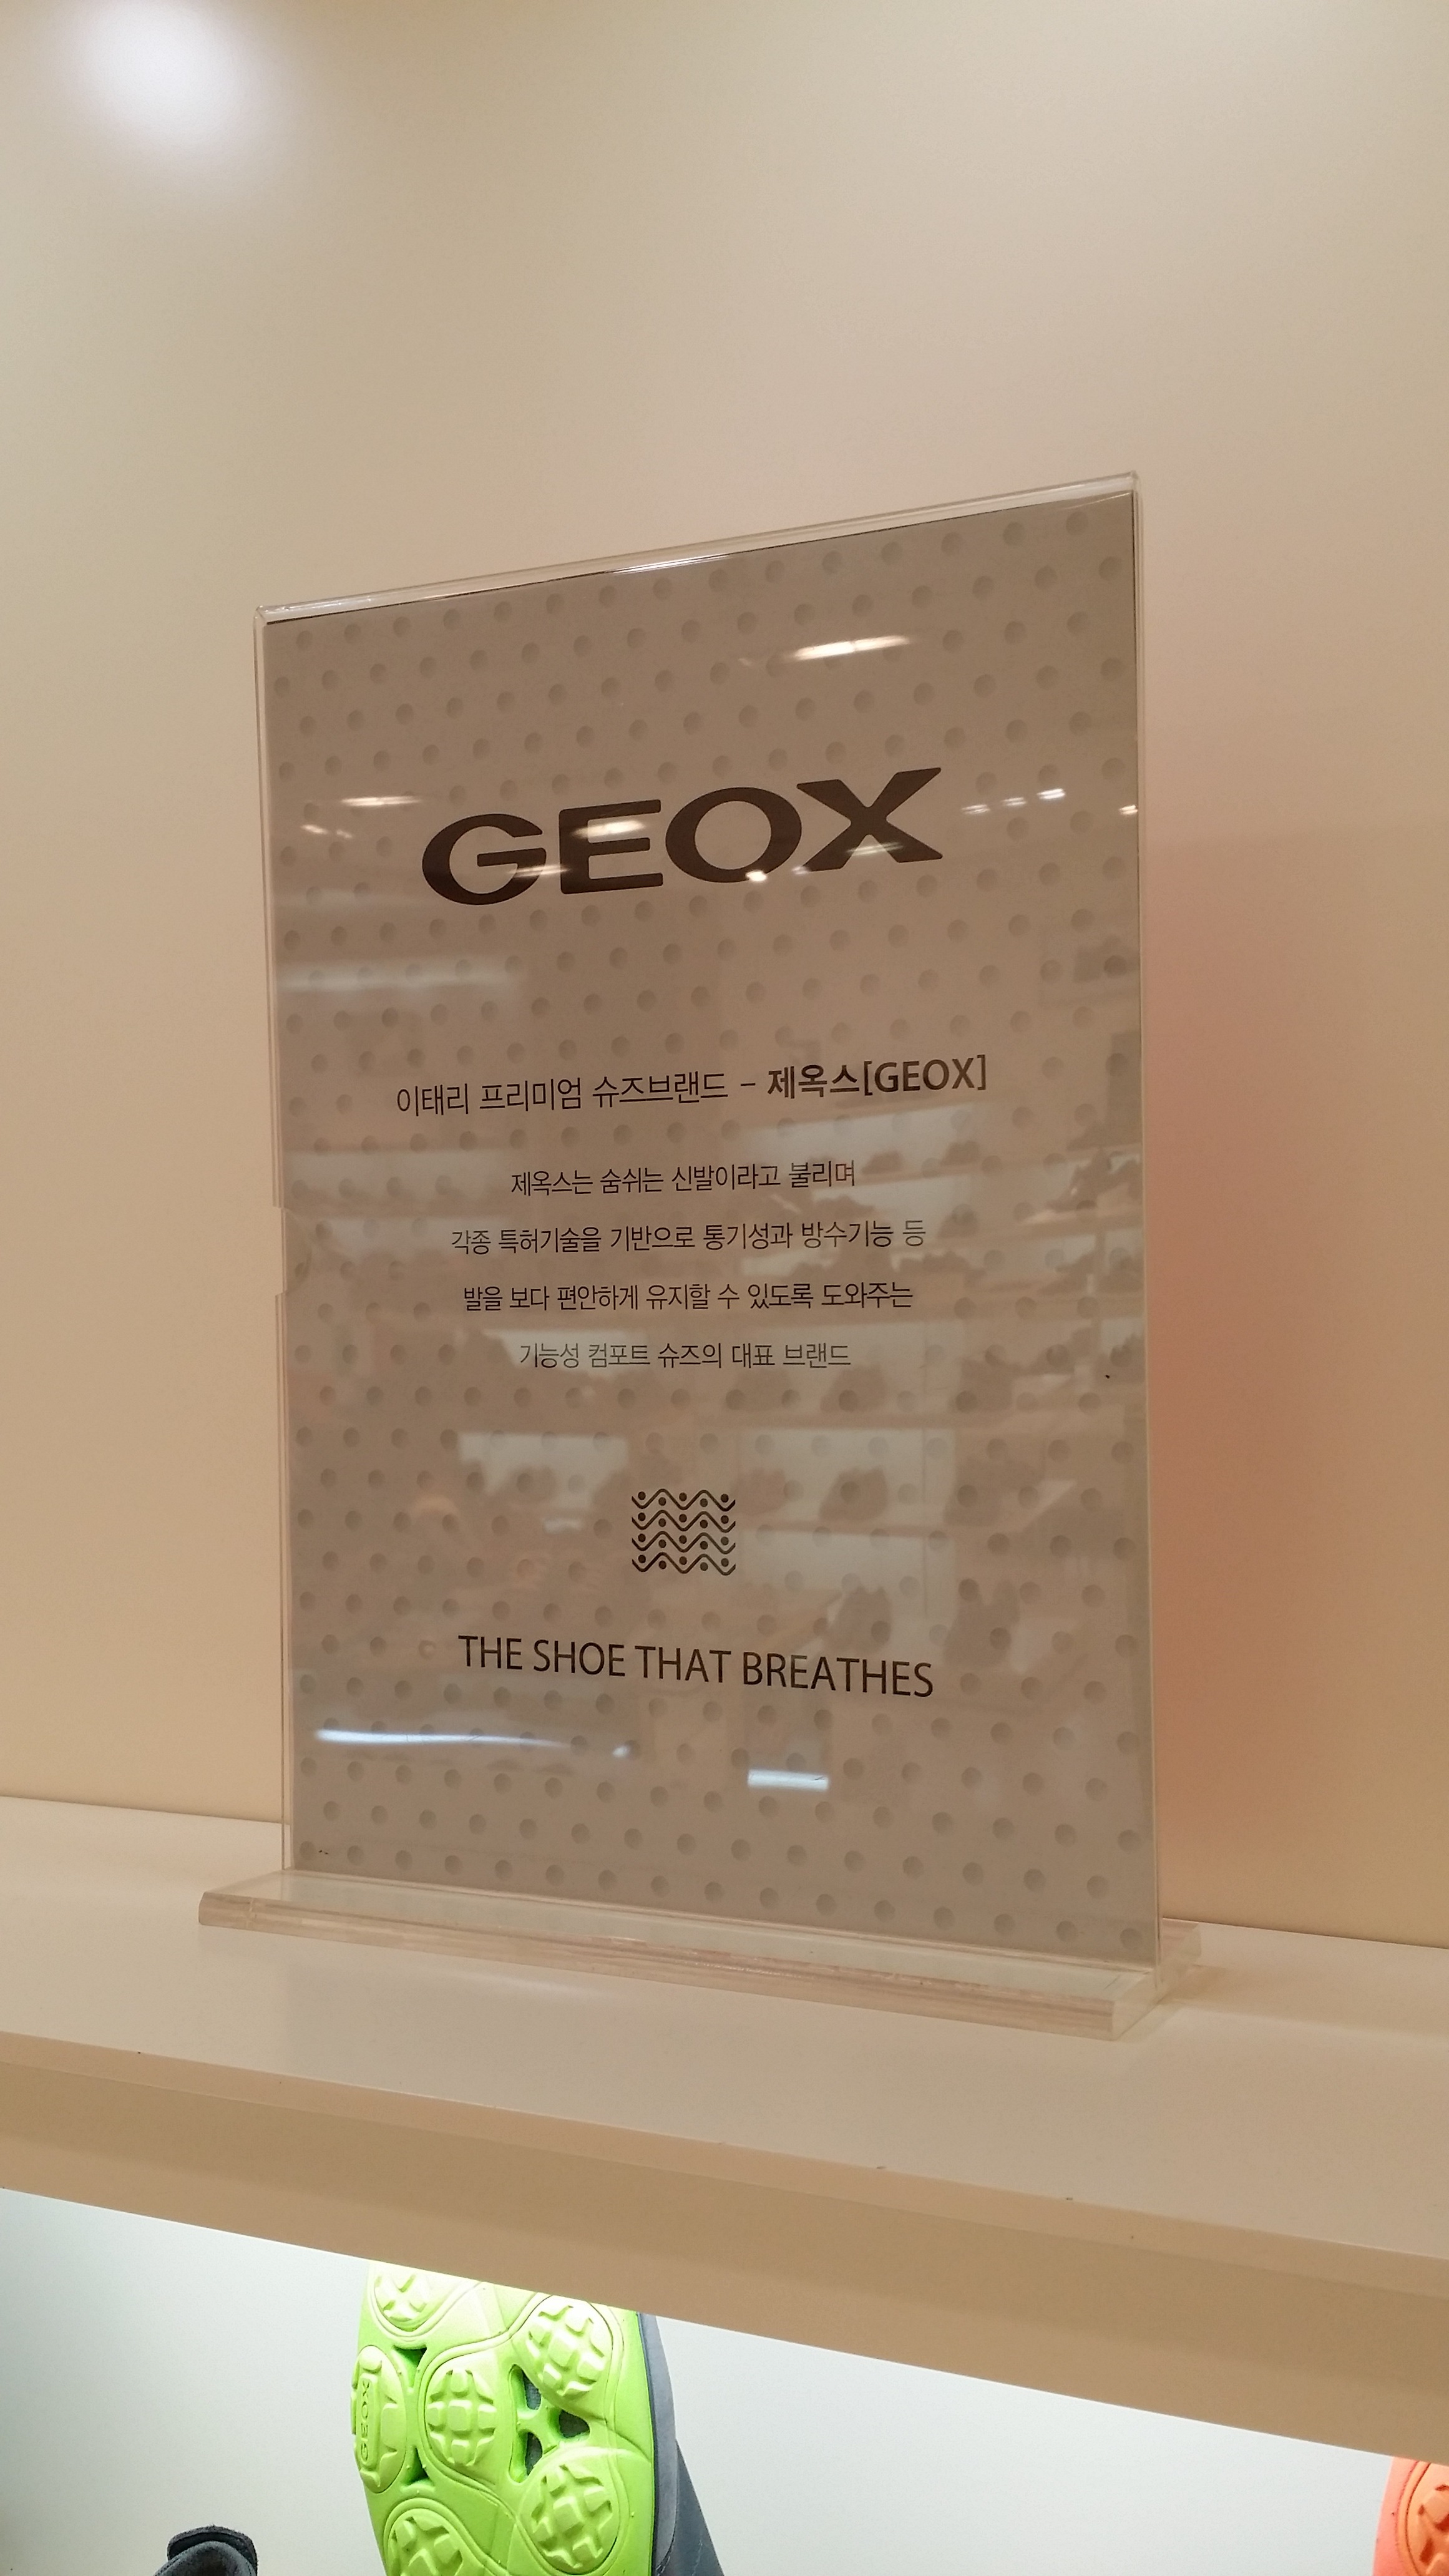 GEOX
이태리 프리미엄 슈즈브랜드 – 제옥스[GEOX]
제옥스는 숨쉬는 신발이라고 불리며
각종 특허기술을 기반으로 통기성과 방수기능 등
발을 보다 편안하게 유지할 수 있도록 도와주는
기능성 컴포트 슈즈의 대표 브랜드
THE SHOE THAT BREATHES
GEOX